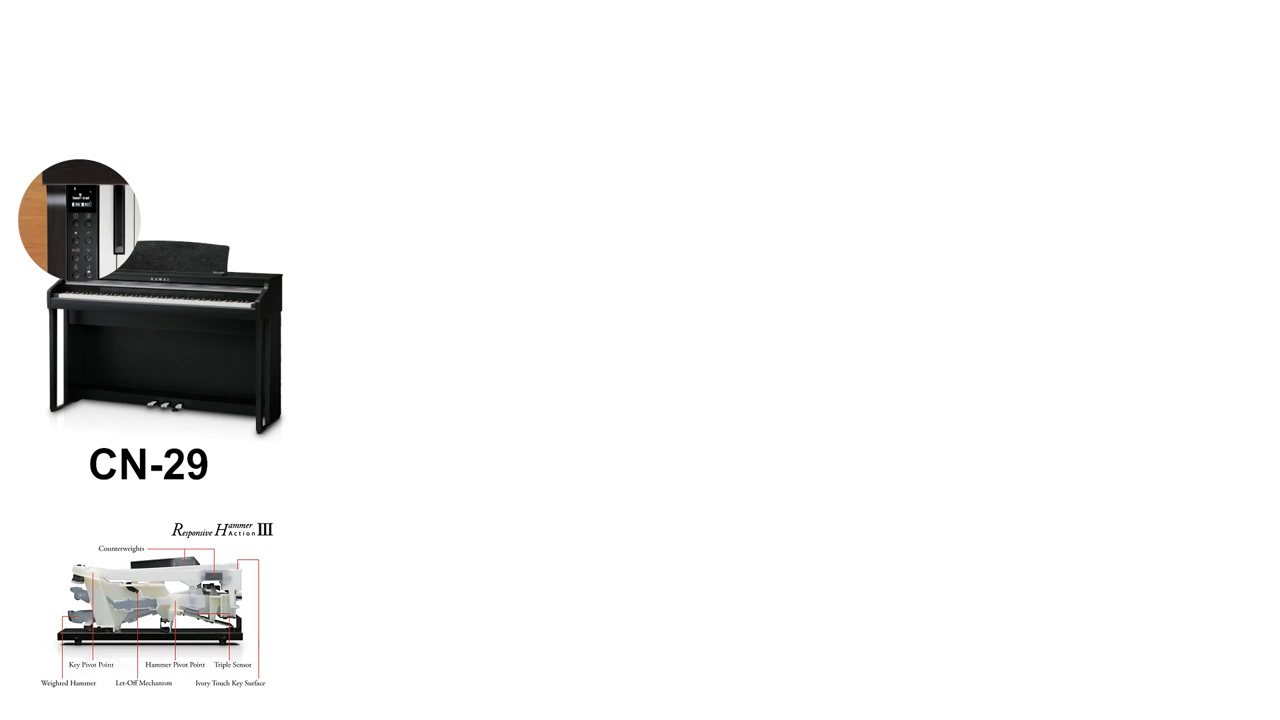 KAWAI
CN-29
Responsive Hammer Action III
Counterweights
Key Pivot Point
Hammer Pivot Point
Triple Sensor
Weighted Hammer
Let-Off Mechanism
Ivory Touch Key Surface